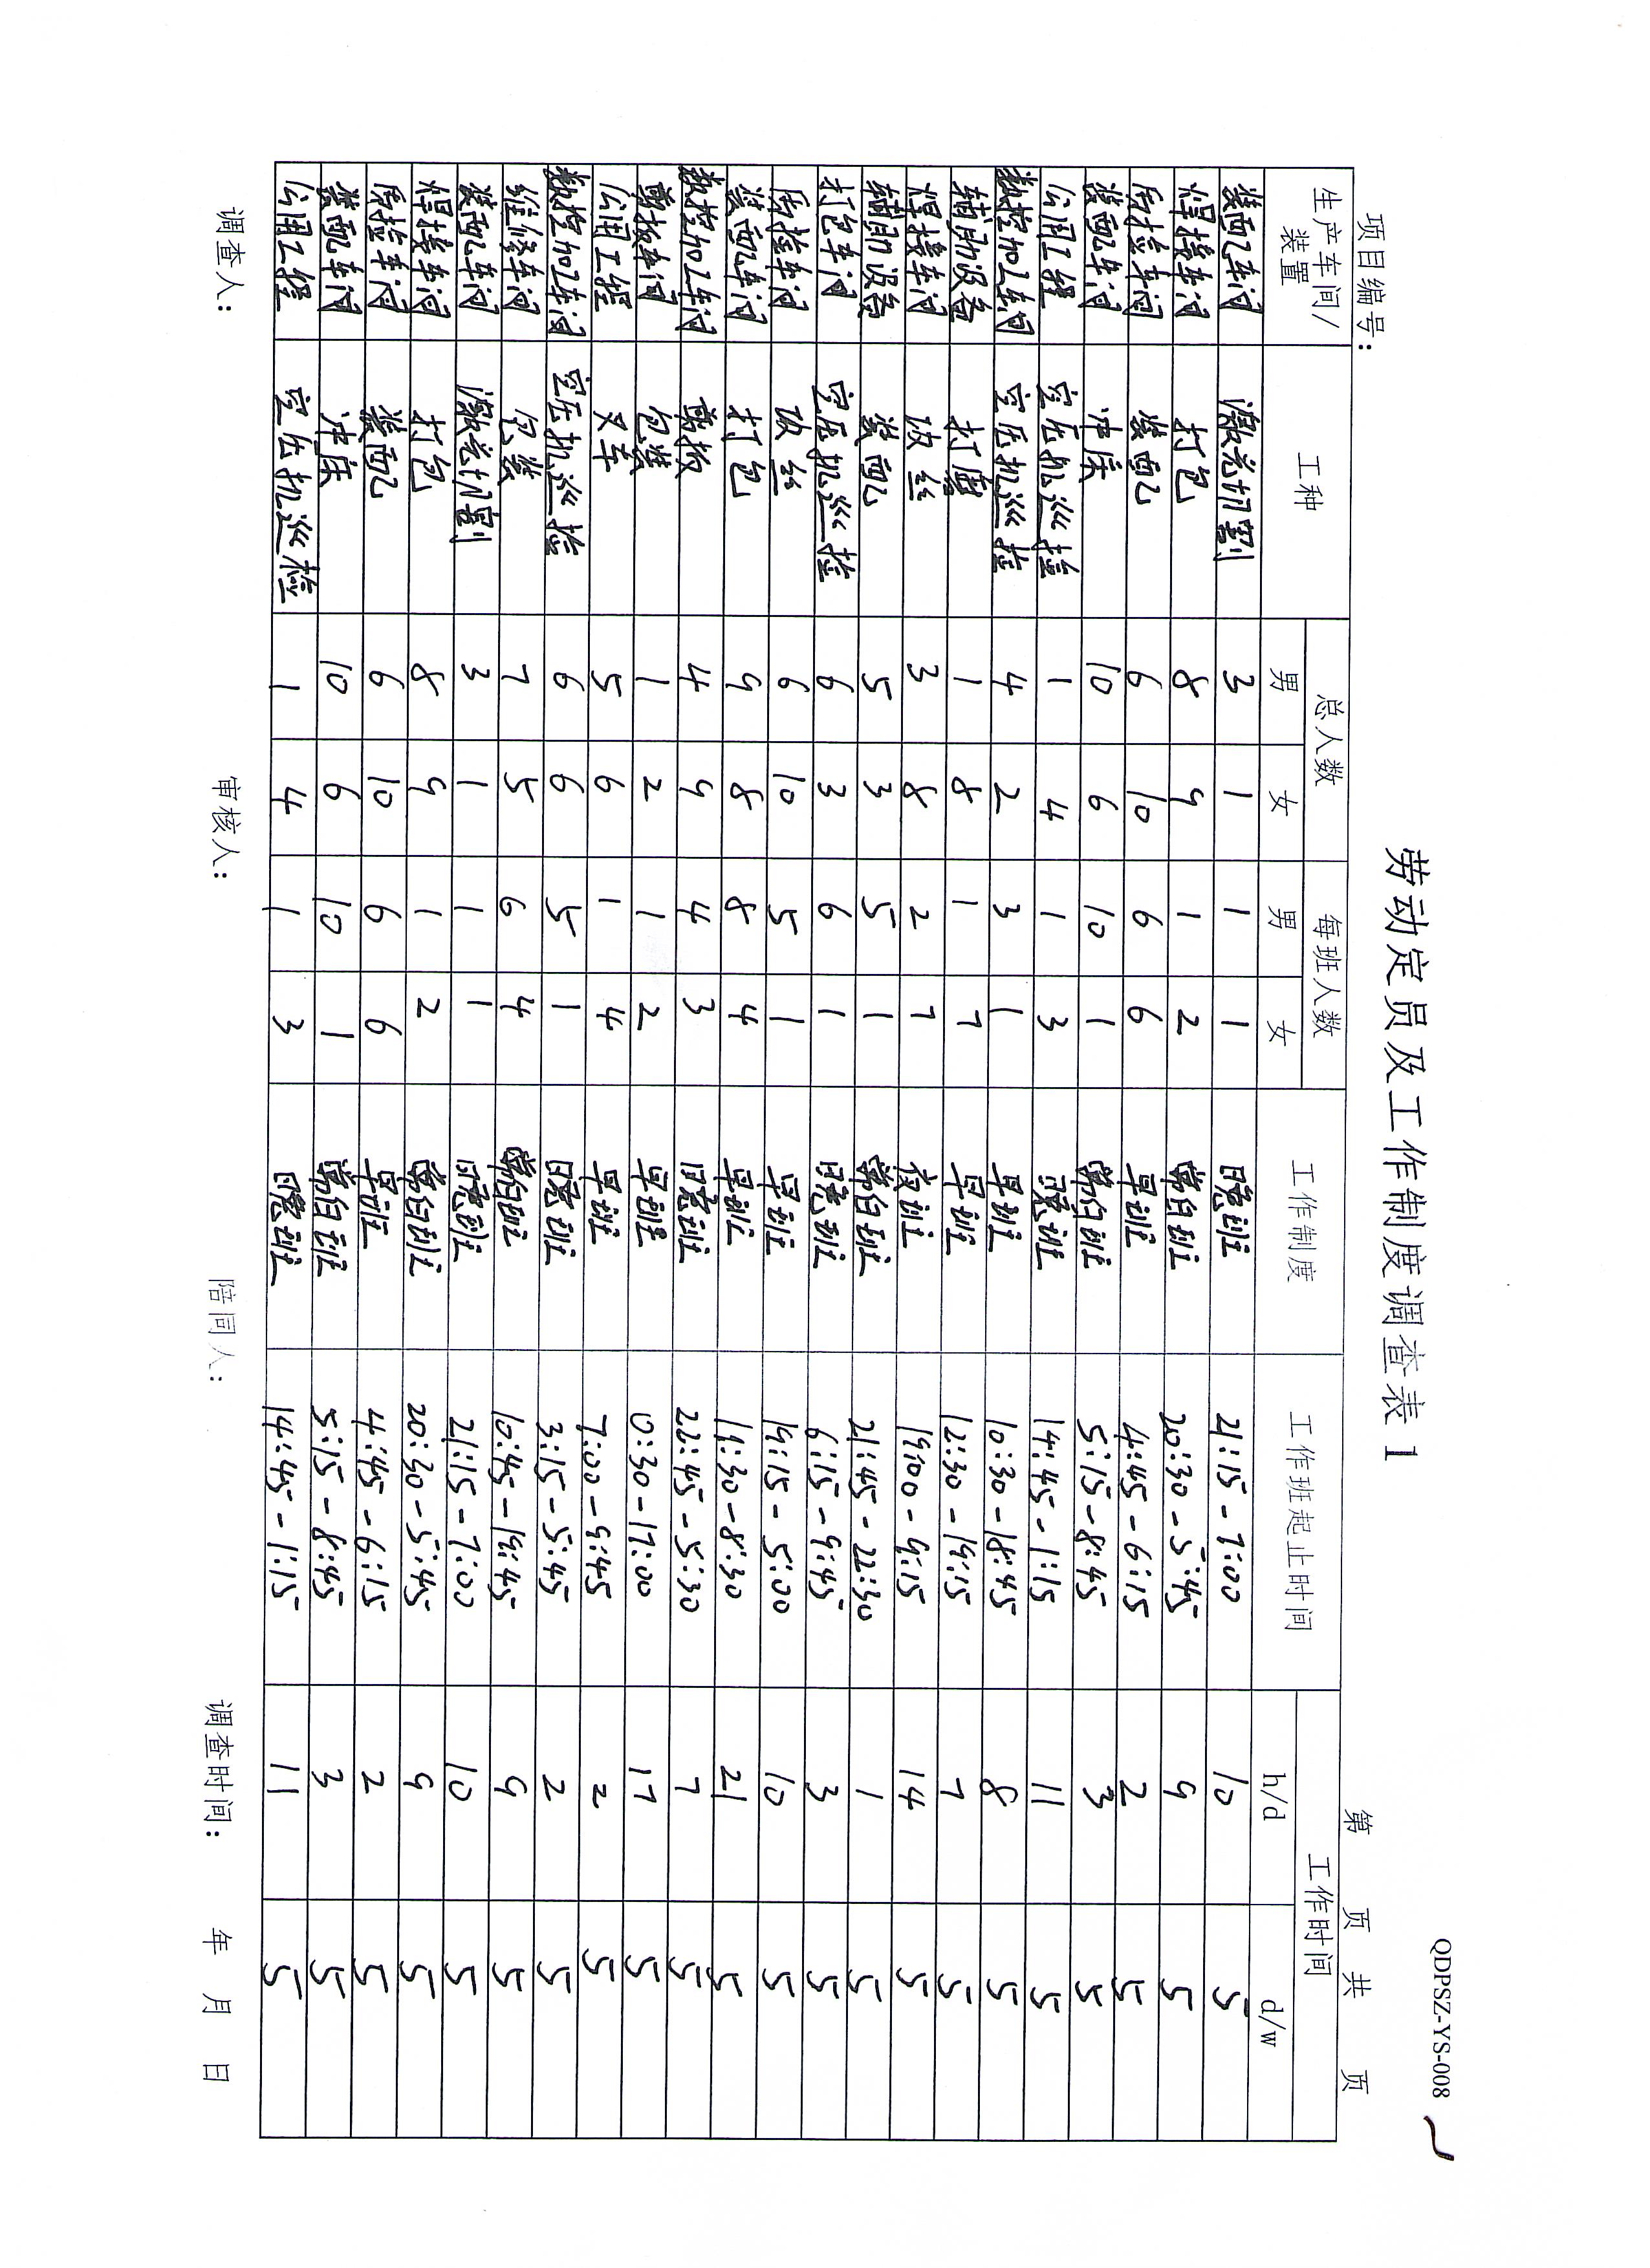 QDPSZ-YS-008
劳动定员及工作制度调查表1
项目编号： 第 页 共 页
生产车间/装置 工种 总人数 每班人数 工作制度 工作班起止时间 工作时间
男 女 男 女 h/d d/w
装配车间 激光切割 3 1 1 1 晚班 21:15-7:00 10 5
焊接车间 打包 8 9 1 2 常白班 20:30-5:45 9 5
质捡车间 装配 6 10 6 6 早班 4:45-6:15 2 5
装配车间 冲床 10 6 10 1 常白班 5:15-8:45 3 5
公用工程 空压机巡捡 1 4 1 3 晚班 14:45-1:15 11 5
数控加工车间 空压机巡捡 4 2 3 1 早班 10:30-18:45 8 5
辅助设备 打磨 1 8 1 7 早班 12:30-19:15 7 5
焊接车间 攻丝 3 8 2 7 夜班 19:00-9:15 14 5
辅助设备 装配 5 3 5 1 常白班 21:45-22:30 1 5
打包车间 空压机巡捡 6 3 6 1 晚班 6:15-9:45 3 5
质捡车间 攻丝 6 10 5 1 早班 19:15-5:00 10 5
装配车间 打包 9 8 8 4 早班 11:30-8:30 21 5
数控加工车间 剪板 4 9 4 3 晚班 22:45-5:30 7 5
剪板车间 包装 1 2 1 2 早班 0:30-17:00 17 5
公用工程 叉车 5 6 1 4 早班 7:00-9:45 2 5
数控加工车间 空压机巡捡 6 6 5 1 晚班 3:15-5:45 2 5
维修车间 包装 7 5 6 4 常白班 10:45-19:45 9 5
装配车间 激光切割 3 1 1 1 晚班 21:15-7:00 10 5
焊接车间 打包 8 9 1 2 常白班 20:30-5:45 9 5
质捡车间 装配 6 10 6 6 早班 4:45-6:15 2 5
装配车间 冲床 10 6 10 1 常白班 5:15-8:45 3 5
公用工程 空压机巡检 1 4 1 3 晚班 14:45-1:15 11 5
调查人： 审核人： 陪同人： 调查时间： 年 月 日